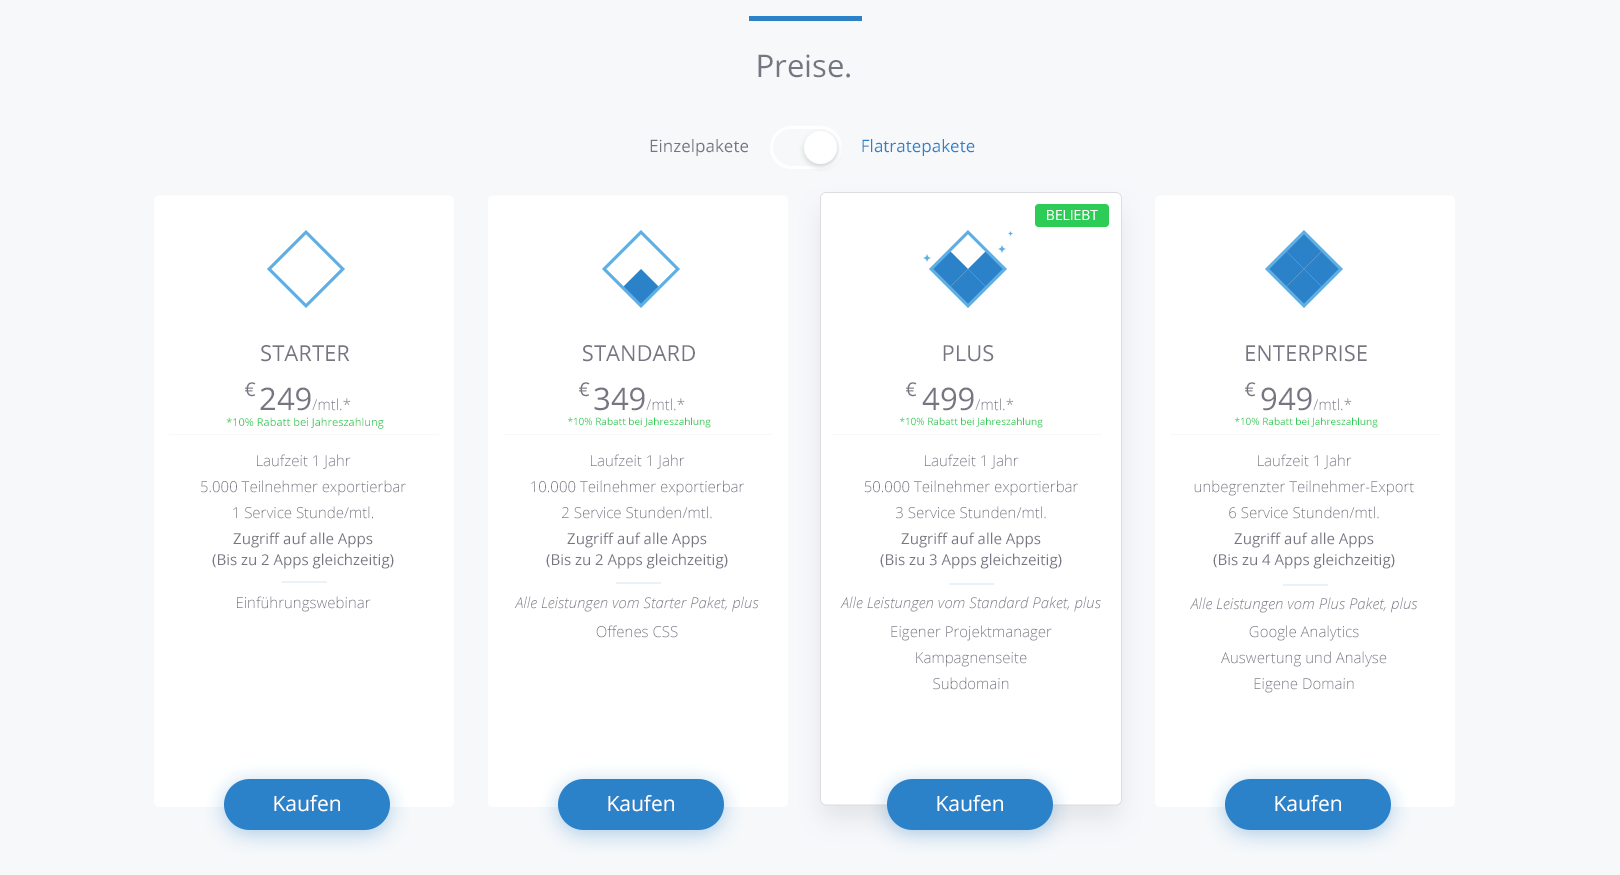 Preise.
Einzelpakete
Flatratepakete
STARTER
€ 249/mtl.*
*10% Rabatt bei Jahreszahlung
Laufzeit 1 Jahr
5.000 Teilnehmer exportierbar
1 Service Stunde/mtl.
Zugriff auf alle Apps
(Bis zu 2 Apps gleichzeitig)
Einführungswebinar
Kaufen
STANDARD
€ 349/mtl.*
*10% Rabatt bei Jahreszahlung
Laufzeit 1 Jahr
10.000 Teilnehmer exportierbar
2 Service Stunden/mtl.
Zugriff auf alle Apps
(Bis zu 2 Apps gleichzeitig)
Alle Leistungen vom Starter Paket, plus
Offenes CSS
Kaufen
BELIEBT
PLUS
€ 499/mtl.*
*10% Rabatt bei Jahreszahlung
Laufzeit 1 Jahr
50.000 Teilnehmer exportierbar
3 Service Stunden/mtl.
Zugriff auf alle Apps
(Bis zu 3 Apps gleichzeitig)
Alle Leistungen vom Standard Paket, plus
Eigener Projektmanager
Kampagnenseite
Subdomain
Kaufen
ENTERPRISE
€ 949/mtl.*
*10% Rabatt bei Jahreszahlung
Laufzeit 1 Jahr
unbegrenzter Teilnehmer-Export
6 Service Stunden/mtl.
Zugriff auf alle Apps
(Bis zu 4 Apps gleichzeitig)
Alle Leistungen vom Plus Paket, plus
Google Analytics
Auswertung und Analyse
Eigene Domain
Kaufen